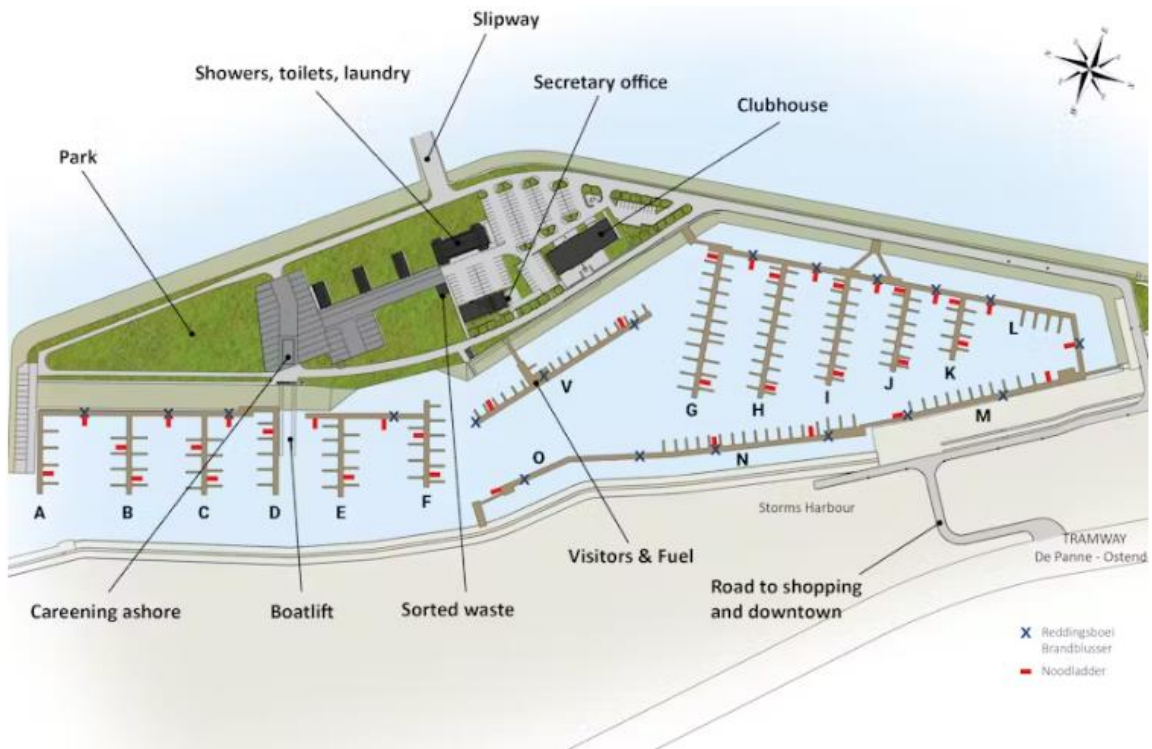 Slipway
Showers, toilets, laundry
Secretary office
Clubhouse
Park
L
V
K
J
I
G
H
M
O
N
A
B
C
D
E
F
Storms Harbour
TRAMWAY
De Panne - Ostend
Visitors & Fuel
Road to shopping
and downtown
Careening ashore
Boatlift
Sorted waste
X Reddingsboei
Brandblusser
Noodladder